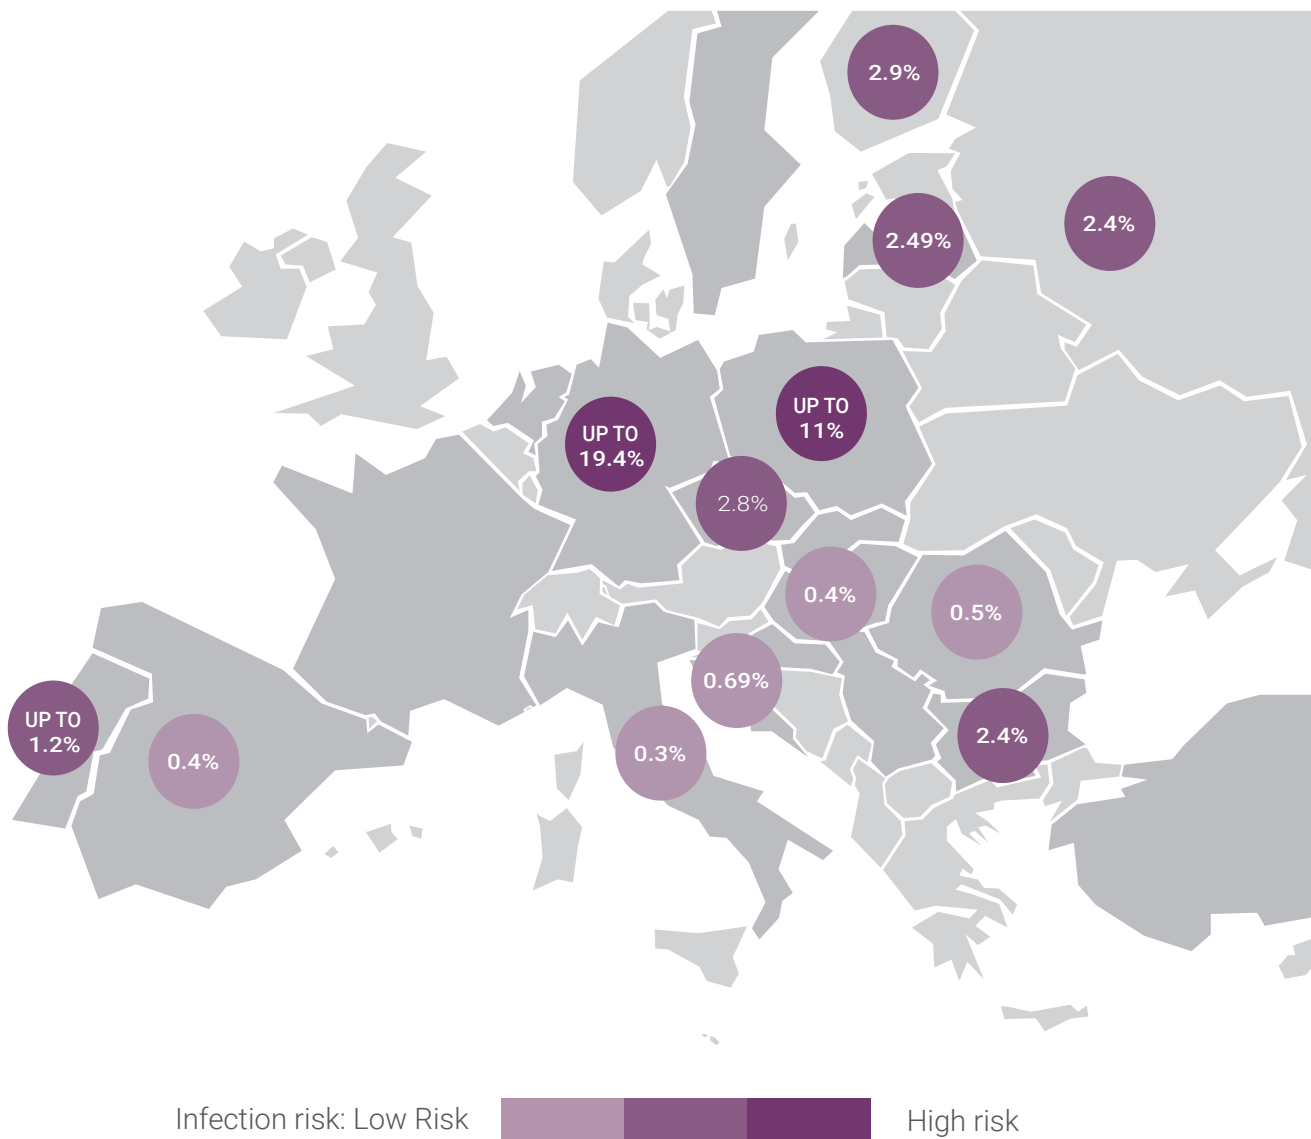 2.9%
2.4%
2.49%
UP TO
11%
UP TO
19.4%
2.8%
0.4%
0.5%
0.69%
UP TO
1.2%
2.4%
0.3%
0.4%
Infection risk: Low Risk
High risk